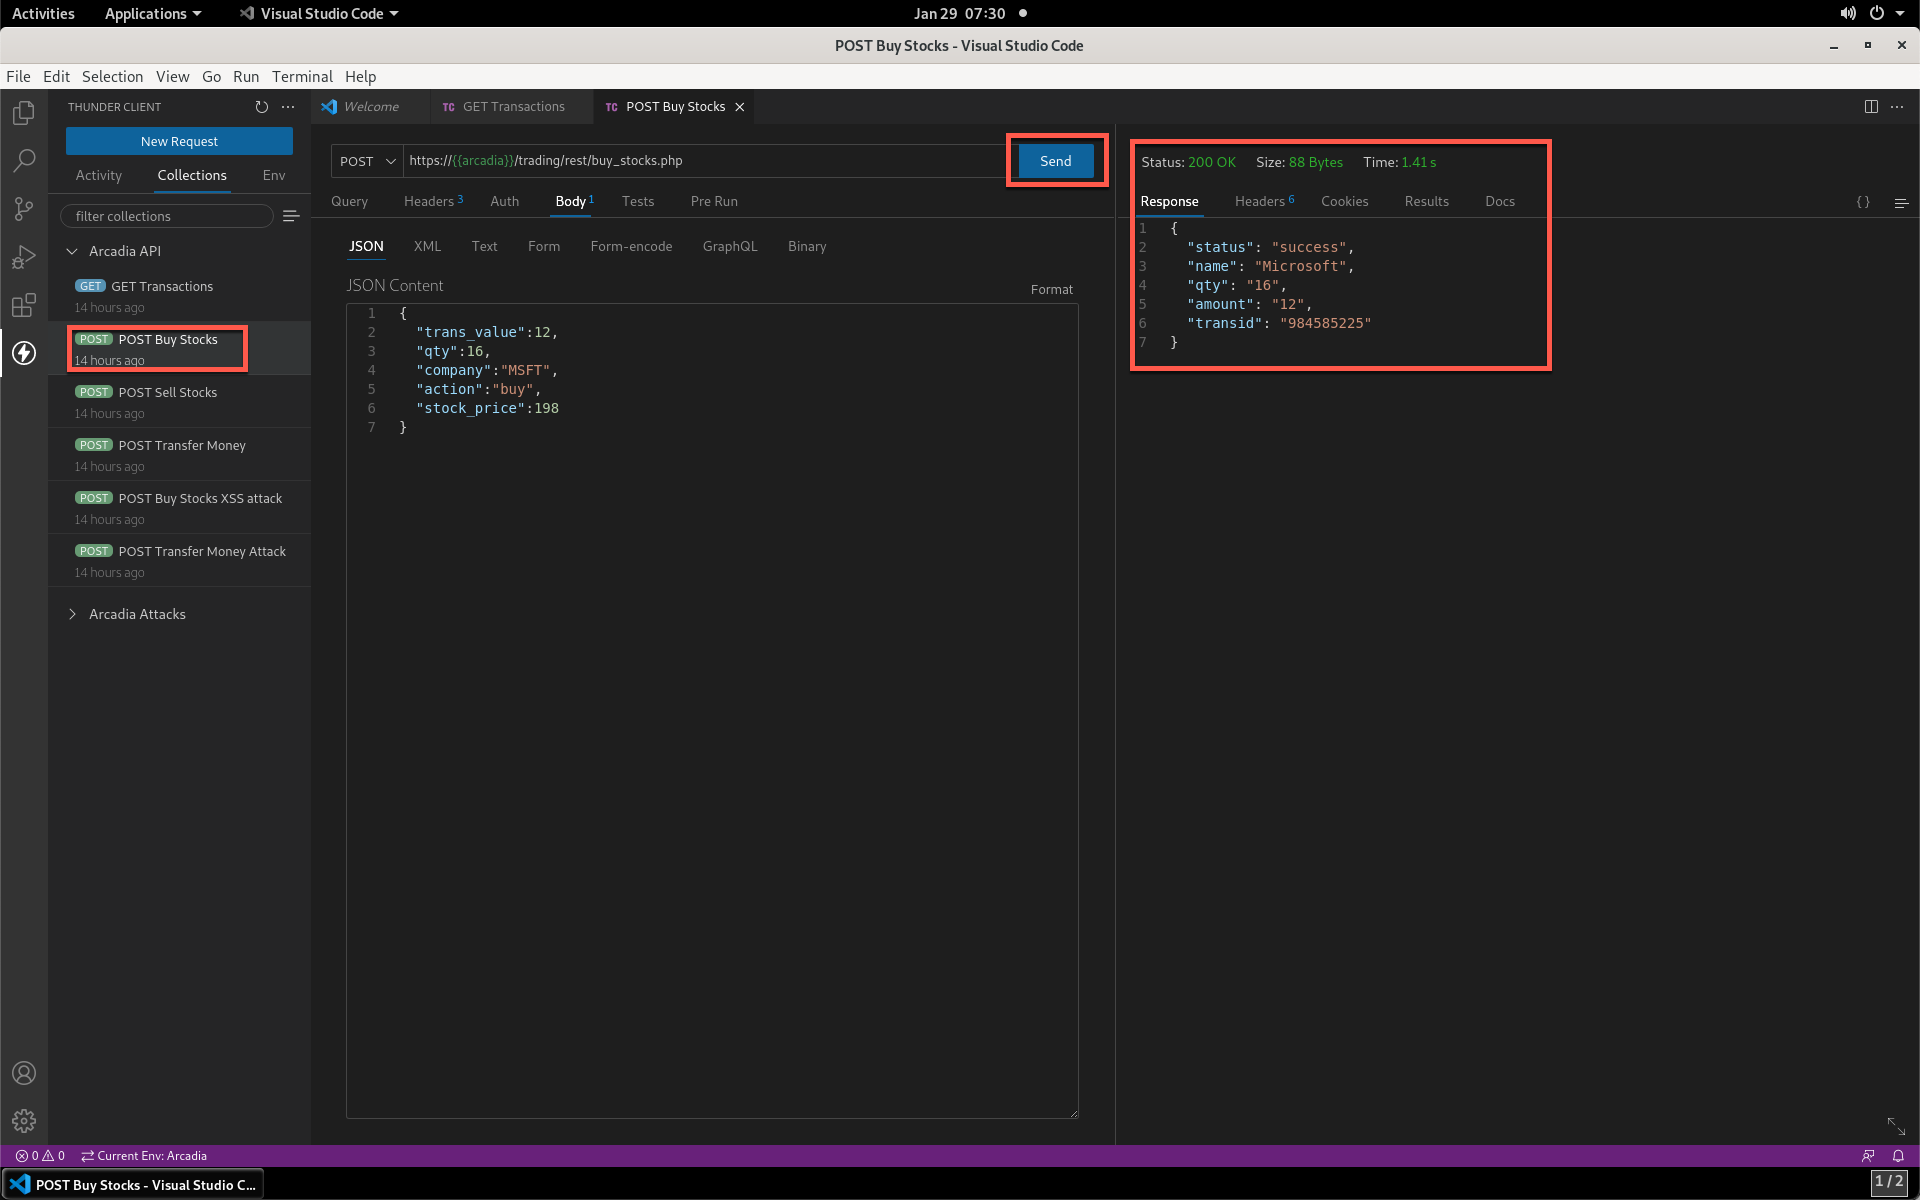 Activities Applications Visual Studio Code Jan 29 07:30
POST Buy Stocks - Visual Studio Code
File Edit Selection View Go Run Terminal Help
THUNDER CLIENT
New Request
Activity Collections Env
filter collections
Arcadia API
GET GET Transactions
14 hours ago
POST POST Buy Stocks
14 hours ago
POST POST Sell Stocks
14 hours ago
POST POST Transfer Money
14 hours ago
POST POST Buy Stocks XSS attack
14 hours ago
POST POST Transfer Money Attack
14 hours ago
Arcadia Attacks
Welcome TC GET Transactions TC POST Buy Stocks
POST https://{{arcadia}}/trading/rest/buy_stocks.php Send
Query Headers 3 Auth Body 1 Tests Pre Run
JSON XML Text Form Form-encode GraphQL Binary
JSON Content Format
1 {
2 "trans_value":12,
3 "qty":16,
4 "company":"MSFT",
5 "action":"buy",
6 "stock_price":198
7 }
Status: 200 OK Size: 88 Bytes Time: 1.41 s
Response Headers 6 Cookies Results Docs { }
1 {
2 "status": "success",
3 "name": "Microsoft",
4 "qty": "16",
5 "amount": "12",
6 "transid": "984585225"
7 }
0 0 Current Env: Arcadia
POST Buy Stocks - Visual Studio C... 1 / 2